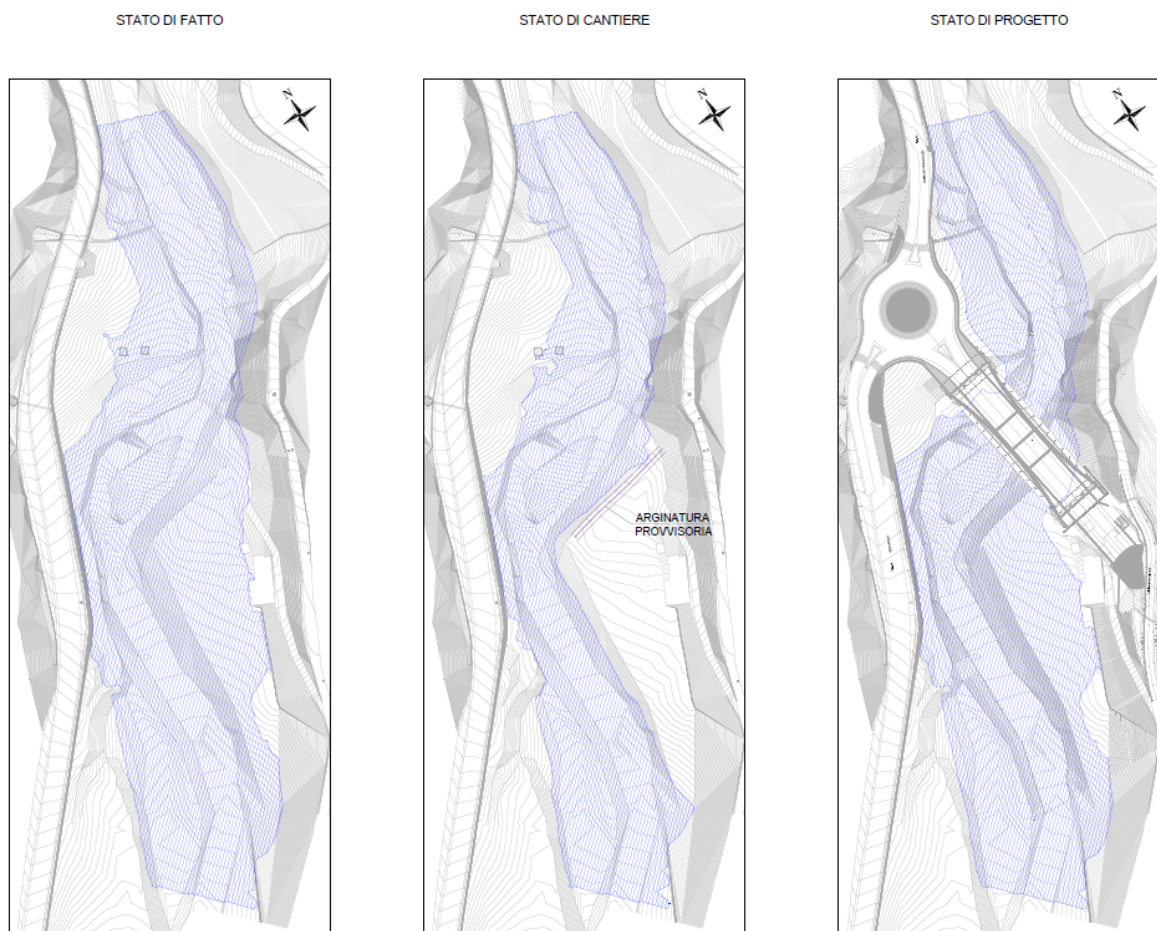 STATO DI FATTO
STATO DI CANTIERE
STATO DI PROGETTO
N
N
N
ARGINATURA
PROVVISORIA